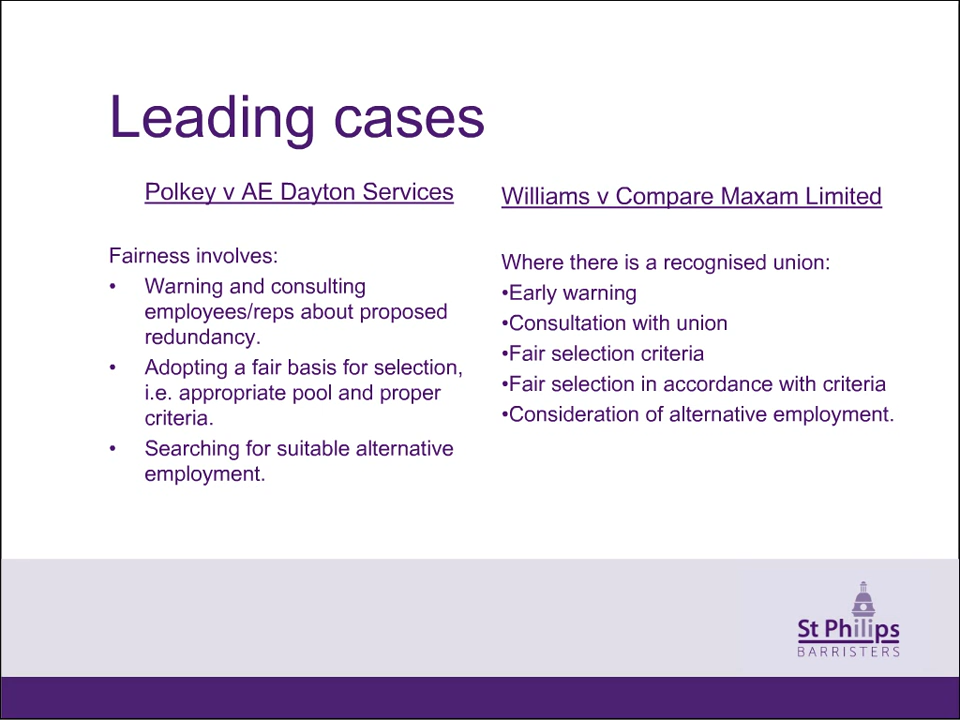 Leading cases
Polkey v AE Dayton Services
Fairness involves:
• Warning and consulting
employees/reps about proposed
redundancy.
• Adopting a fair basis for selection,
i.e. appropriate pool and proper
criteria.
• Searching for suitable alternative
employment.
Williams v Compare Maxam Limited
Where there is a recognised union:
•Early warning
•Consultation with union
•Fair selection criteria
•Fair selection in accordance with criteria
•Consideration of alternative employment.
St Philips
BARRISTERS